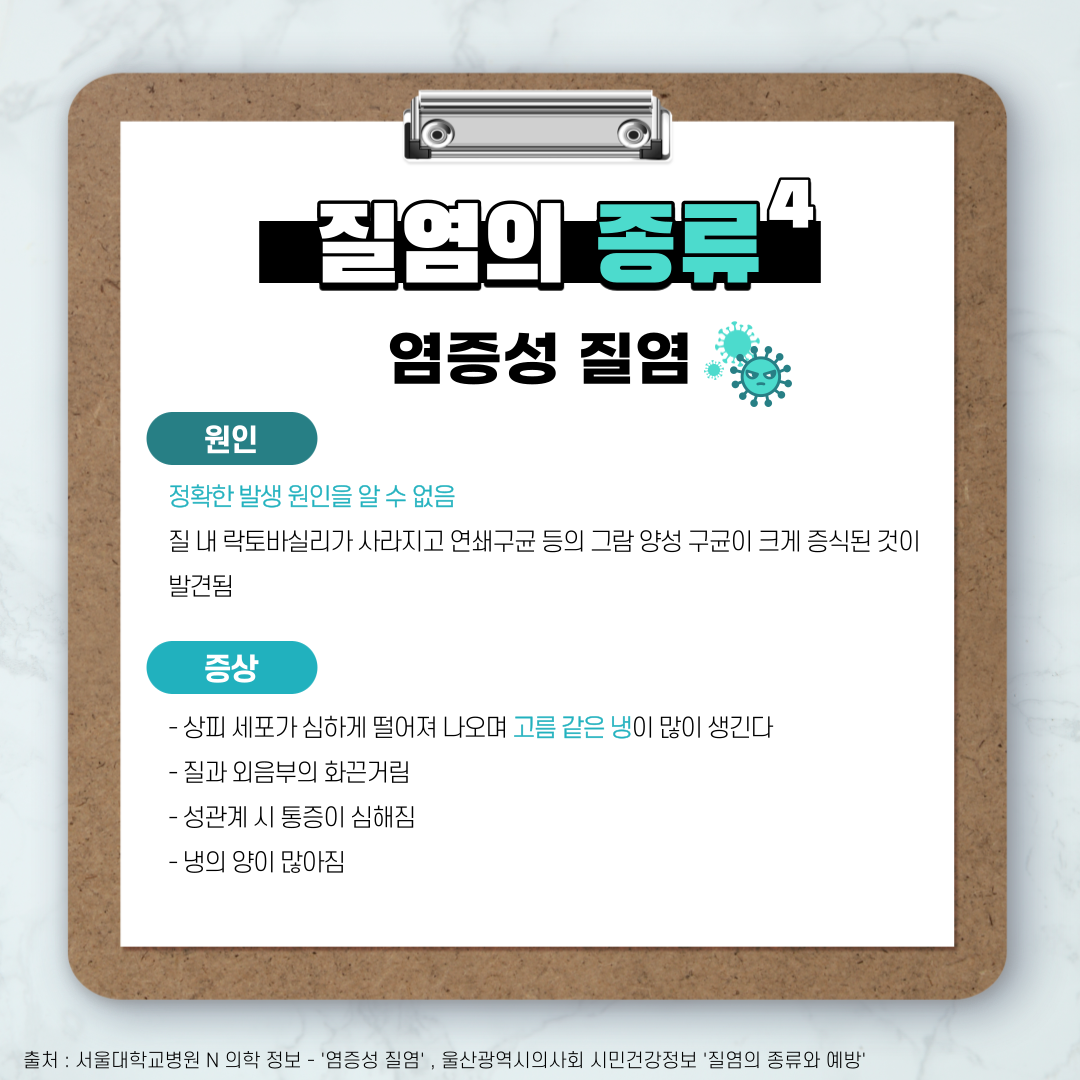 질염의 종류 4
염증성 질염
원인
정확한 발생 원인을 알 수 없음
질 내 락토바실리가 사라지고 연쇄구균 등의 그람 양성 구균이 크게 증식된 것이
발견됨
증상
- 상피 세포가 심하게 떨어져 나오며 고름 같은 냉이 많이 생긴다
- 질과 외음부의 화끈거림
- 성관계 시 통증이 심해짐
- 냉의 양이 많아짐
출처 : 서울대학교병원 N 의학 정보 - '염증성 질염' , 울산광역시의사회 시민건강정보 '질염의 종류와 예방'